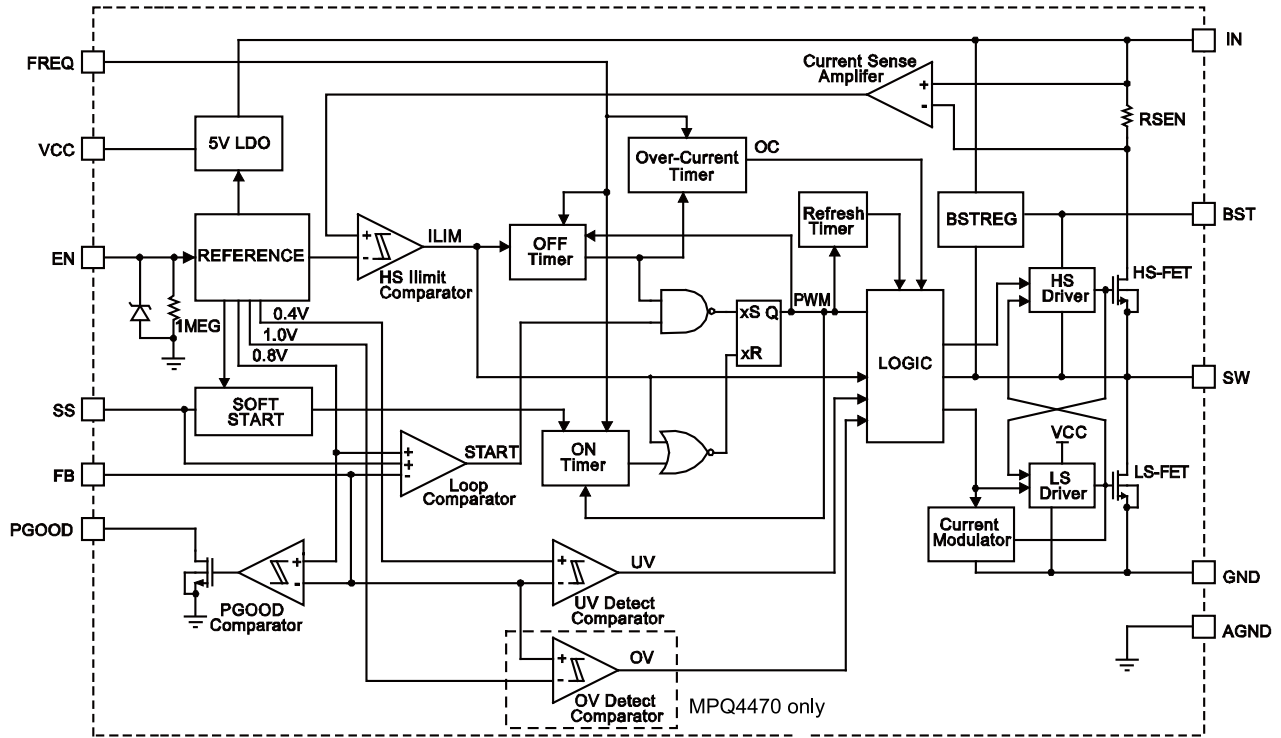 IN
FREQ
Current Sense
Amplifer
+
-
RSEN
5V LDO
VCC
OC
Over-Current
Timer
Refresh
Timer
BSTREG
BST
EN
REFERENCE
+
-
ILIM
HS Ilimit
Comparator
OFF
Timer
HS
Driver
HS-FET
1MEG
0.4V
1.0V
0.8V
xS Q
xR
PWM
LOGIC
SW
SS
SOFT
START
+
+
-
START
Loop
Comparator
ON
Timer
VCC
LS
Driver
LS-FET
FB
PGOOD
+
-
PGOOD
Comparator
+
-
UV
UV Detect
Comparator
Current
Modulator
GND
AGND
+
-
OV
OV Detect
Comparator
MPQ4470 only